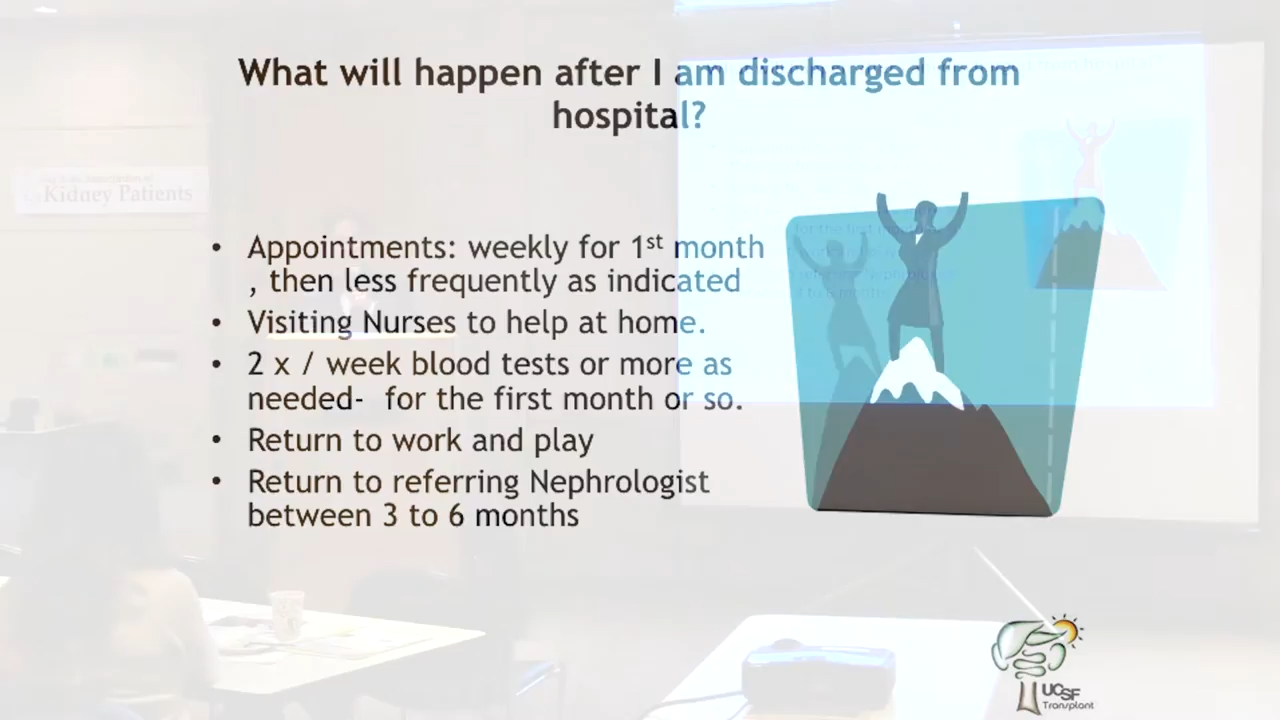 What will happen after I am discharged from
hospital?
Kidney Patients
• Appointments: weekly for 1st month
, then less frequently as indicated
• Visiting Nurses to help at home.
• 2 x / week blood tests or more as
needed-  for the first month or so.
• Return to work and play
• Return to referring Nephrologist
between 3 to 6 months
UCSF
Transplant